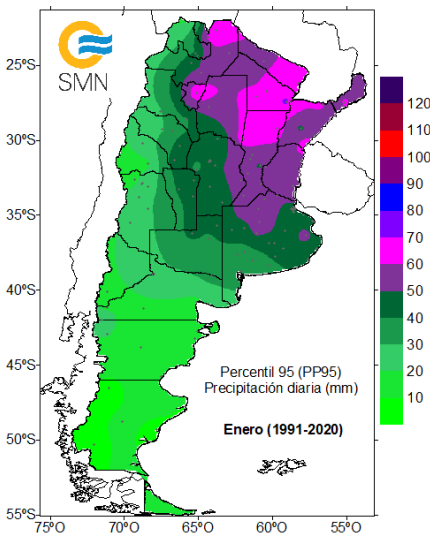 SMN
25°S
30°S
35°S
40°S
45°S
50°S
55°S
75°O
70°O
65°O
60°O
55°O
120
110
100
90
80
70
60
50
40
30
20
10
Percentil 95 (PP95)
Precipitación diaria (mm)
Enero (1991-2020)